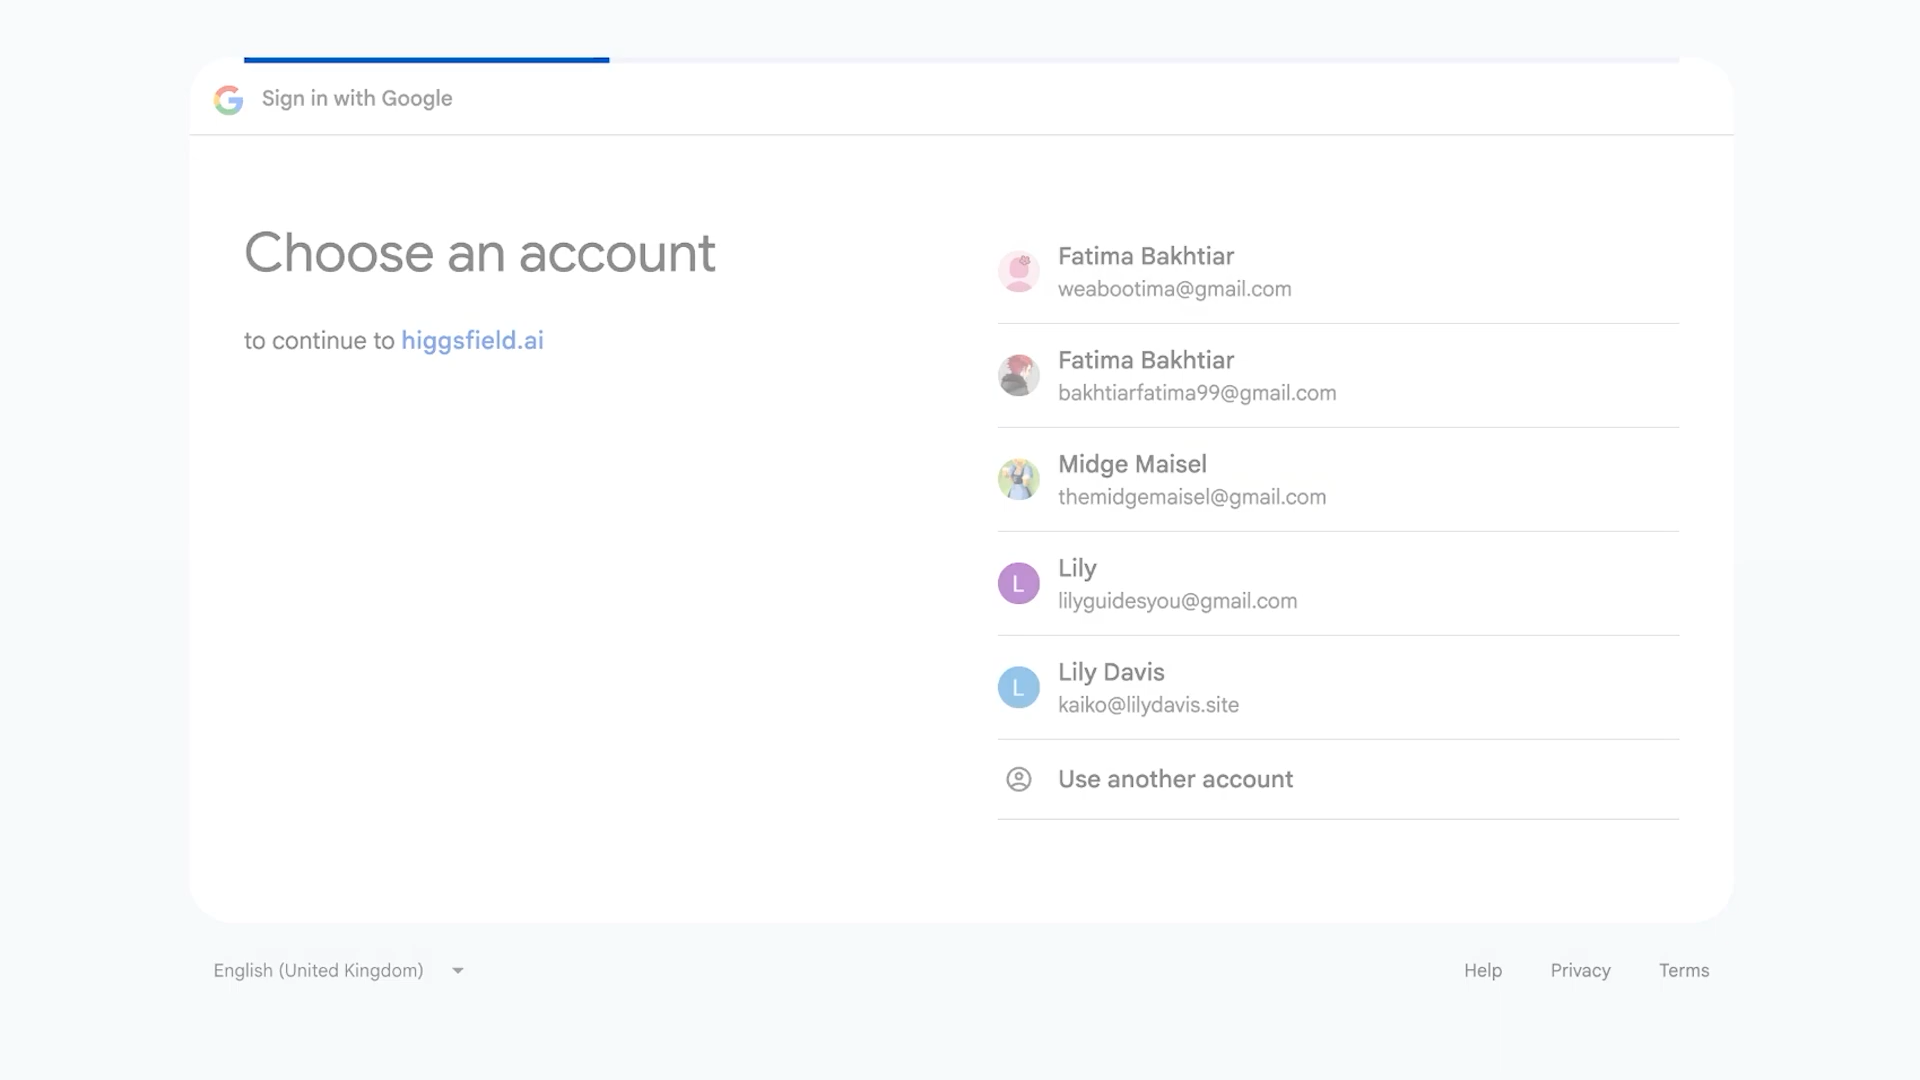 Sign in with Google
Choose an account
to continue to higgsfield.ai
Fatima Bakhtiar
weabootima@gmail.com
Fatima Bakhtiar
bakhtiarfatima99@gmail.com
Midge Maisel
themidgemaisel@gmail.com
L
Lily
lilyguidesyou@gmail.com
L
Lily Davis
kaiko@lilydavis.site
Use another account
English (United Kingdom)
Help
Privacy
Terms